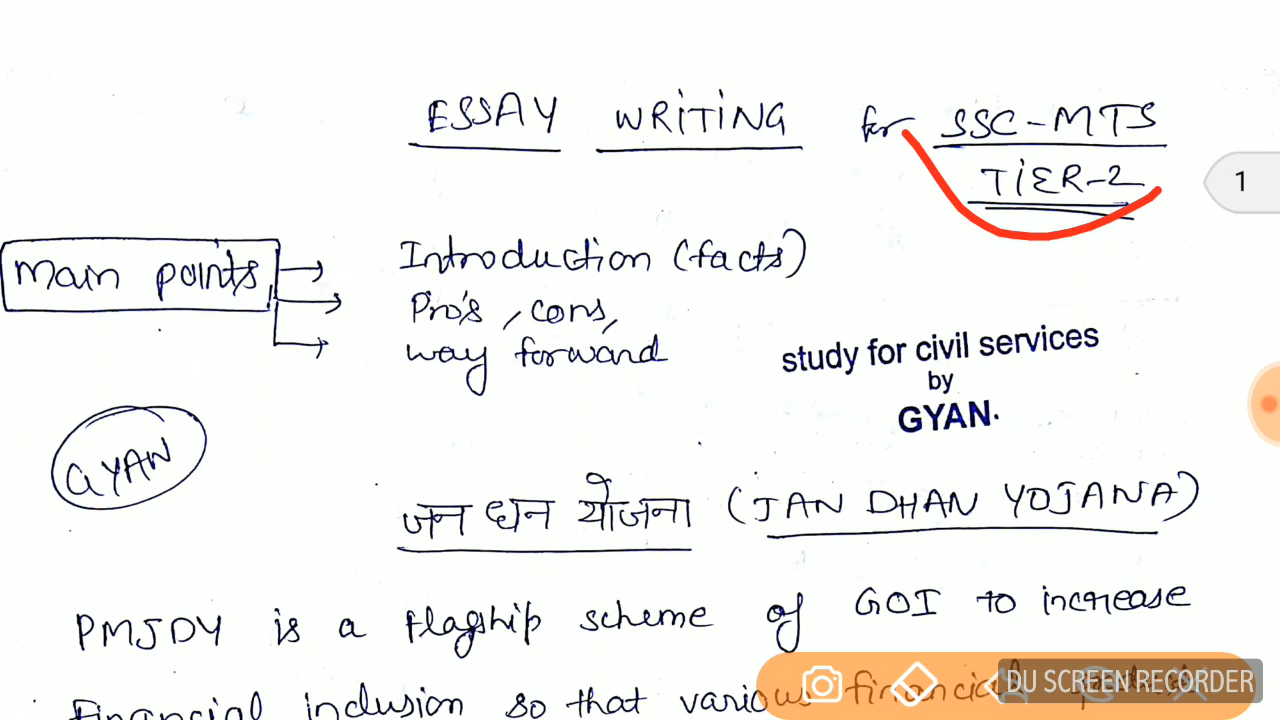 ESSAY WRITING for SSC-MTS
TIER-2
1
Main points
Introduction (facts)
Pro's, cons,
way forward
study for civil services
by
GYAN.
GYAN
जन धन योजना (JAN DHAN YOJANA)
PMJDY is a flagship scheme of GOI to increase
financial inclusion so that various financial
DU SCREEN RECORDER